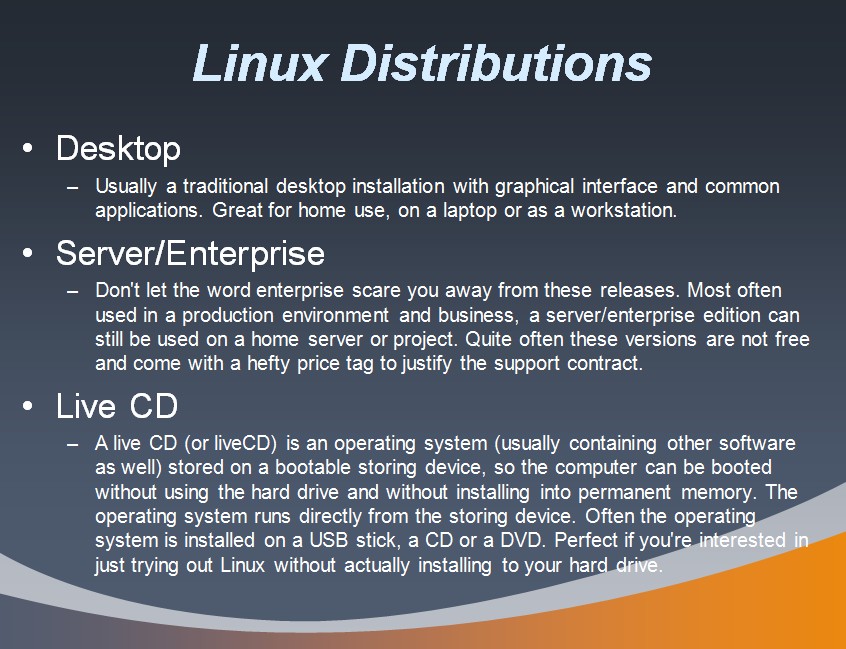 Linux Distributions
• Desktop
– Usually a traditional desktop installation with graphical interface and common
applications. Great for home use, on a laptop or as a workstation.
• Server/Enterprise
– Don't let the word enterprise scare you away from these releases. Most often
used in a production environment and business, a server/enterprise edition can
still be used on a home server or project. Quite often these versions are not free
and come with a hefty price tag to justify the support contract.
• Live CD
– A live CD (or liveCD) is an operating system (usually containing other software
as well) stored on a bootable storing device, so the computer can be booted
without using the hard drive and without installing into permanent memory. The
operating system runs directly from the storing device. Often the operating
system is installed on a USB stick, a CD or a DVD. Perfect if you're interested in
just trying out Linux without actually installing to your hard drive.